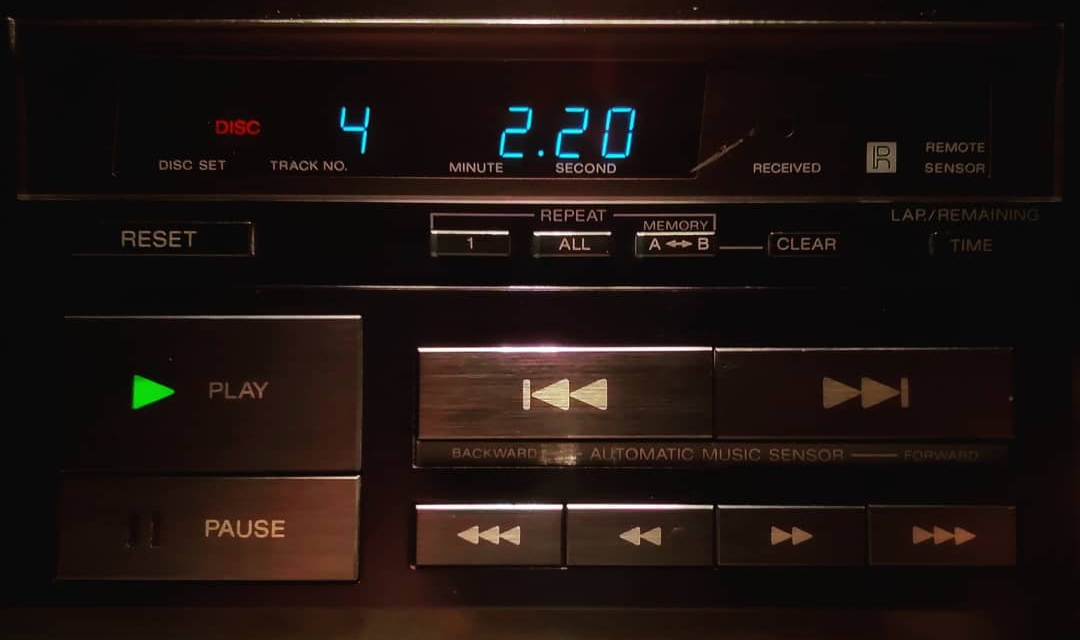 DISC 4 2.20
DISC SET TRACK NO. MINUTE SECOND RECEIVED R REMOTE SENSOR
REPEAT LAP./REMAINING
MEMORY
RESET 1 ALL A ↔ B CLEAR TIME
PLAY
BACKWARD AUTOMATIC MUSIC SENSOR FORWARD
PAUSE